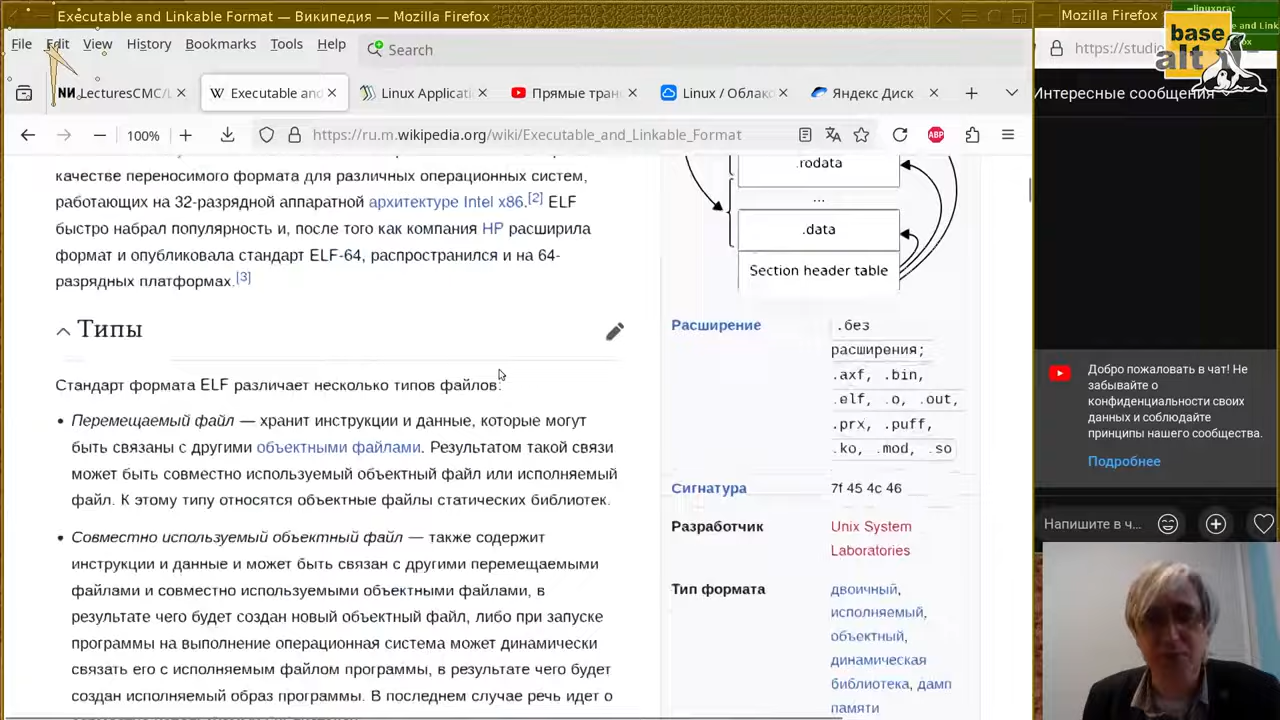 Executable and Linkable Format — Википедия — Mozilla Firefox
Mozilla Firefox
File Edit View History Bookmarks Tools Help
Search
LecturesCMC/L
Executable and
Linux Applicati
Прямые тран
Linux / Облако
Яндекс Диск
100%
https://ru.m.wikipedia.org/wiki/Executable_and_Linkable_Format
ABP
качестве переносимого формата для различных операционных систем,
работающих на 32-разрядной аппаратной архитектуре Intel x86.[2] ELF
быстро набрал популярность и, после того как компания HP расширила
формат и опубликовала стандарт ELF-64, распространился и на 64-
разрядных платформах.[3]
Типы
Стандарт формата ELF различает несколько типов файлов:
• Перемещаемый файл — хранит инструкции и данные, которые могут
быть связаны с другими объектными файлами. Результатом такой связи
может быть совместно используемый объектный файл или исполняемый
файл. К этому типу относятся объектные файлы статических библиотек.
• Совместно используемый объектный файл — также содержит
инструкции и данные и может быть связан с другими перемещаемыми
файлами и совместно используемыми объектными файлами, в
результате чего будет создан новый объектный файл, либо при запуске
программы на выполнение операционная система может динамически
связать его с исполняемым файлом программы, в результате чего будет
создан исполняемый образ программы. В последнем случае речь идет о
.rodata
...
.data
Section header table
Расширение
.без
расширения;
.axf, .bin,
.elf, .o, .out,
.prx, .puff,
.ko, .mod, .so
Сигнатура
7f 45 4c 46
Разработчик
Unix System
Laboratories
Тип формата
двоичный,
исполняемый,
объектный,
динамическая
библиотека, дамп
памяти
https://studio
base
alt
Интересные сообщения
Добро пожаловать в чат! Не
забывайте о
конфиденциальности своих
данных и соблюдайте
принципы нашего сообщества.
Подробнее
Напишите в ч...